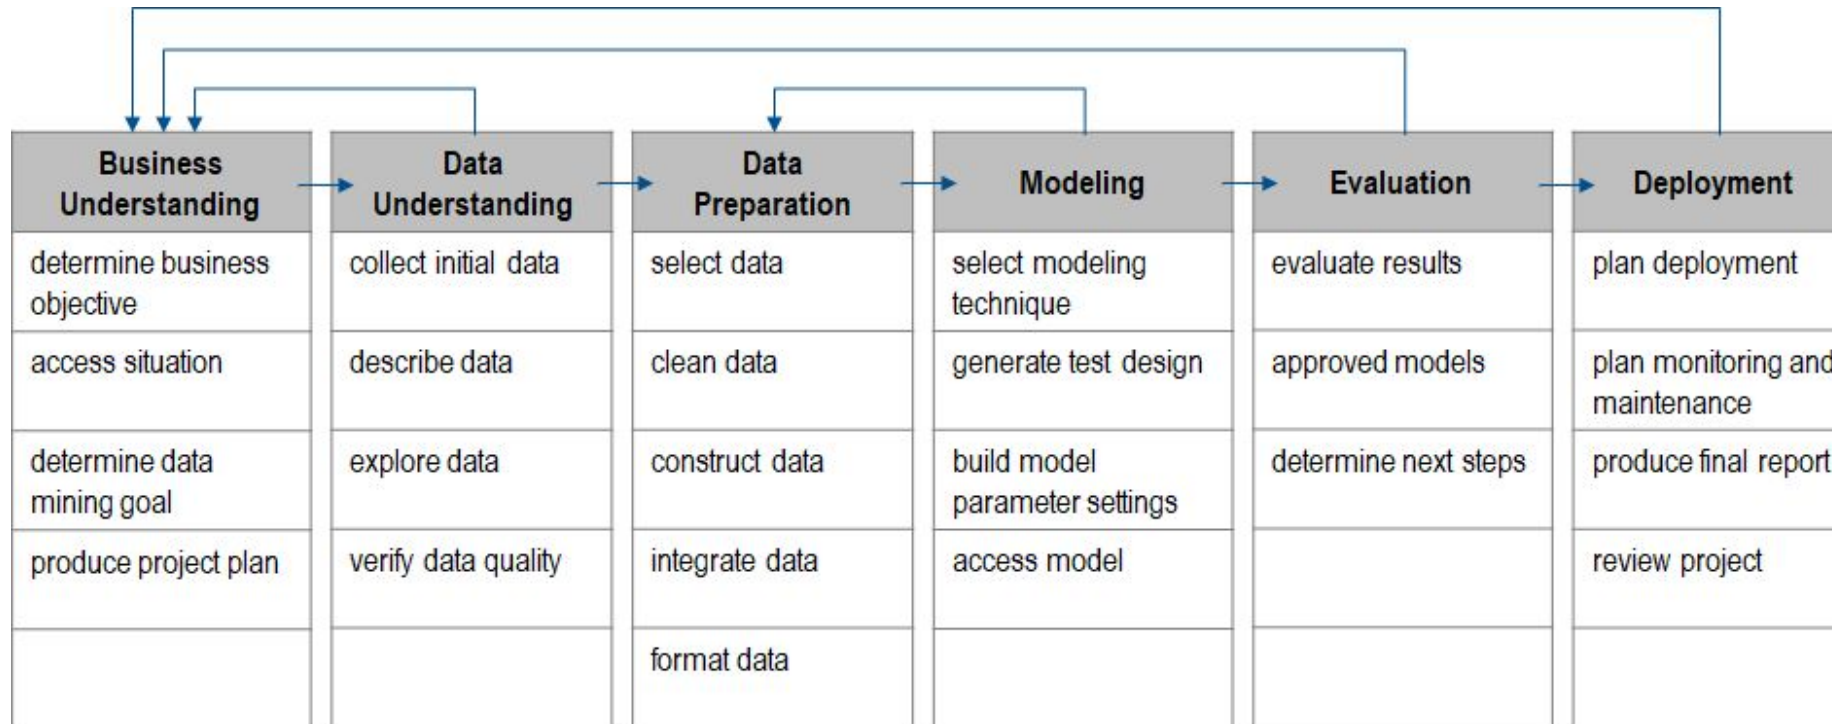 Business
Understanding
Data
Understanding
Data
Preparation
Modeling
Evaluation
Deployment
determine business
objective
collect initial data
select data
select modeling
technique
evaluate results
plan deployment
access situation
describe data
clean data
generate test design
approved models
plan monitoring and
maintenance
determine data
mining goal
explore data
construct data
build model
parameter settings
determine next steps
produce final report
produce project plan
verify data quality
integrate data
access model
review project
format data